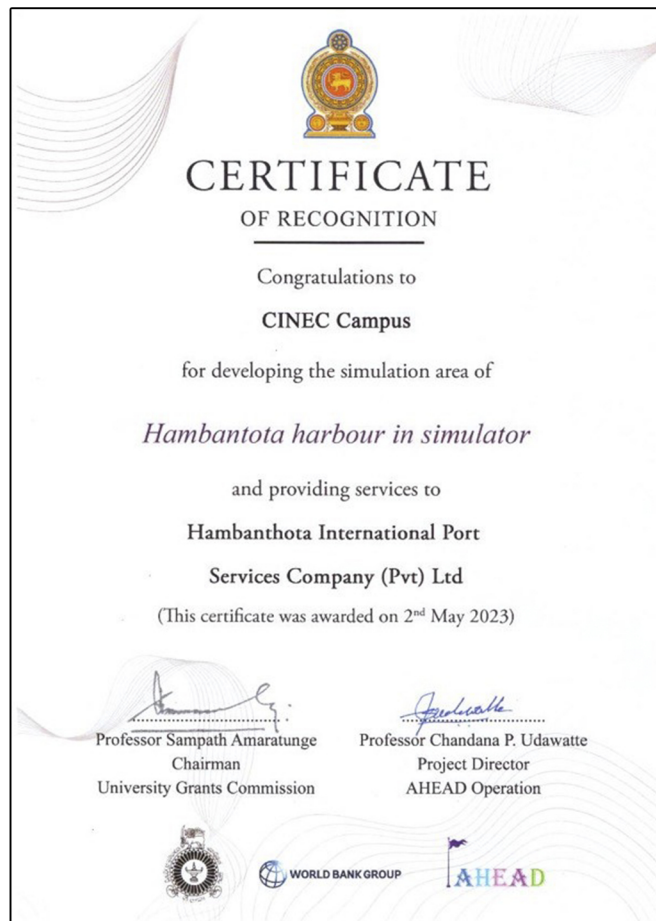 CERTIFICATE
OF RECOGNITION
Congratulations to
CINEC Campus
for developing the simulation area of
Hambantota harbour in simulator
and providing services to
Hambanthota International Port
Services Company (Pvt) Ltd
(This certificate was awarded on 2nd May 2023)
Professor Sampath Amaratunge
Chairman
University Grants Commission
Professor Chandana P. Udawatte
Project Director
AHEAD Operation
WORLD BANK GROUP
AHEAD